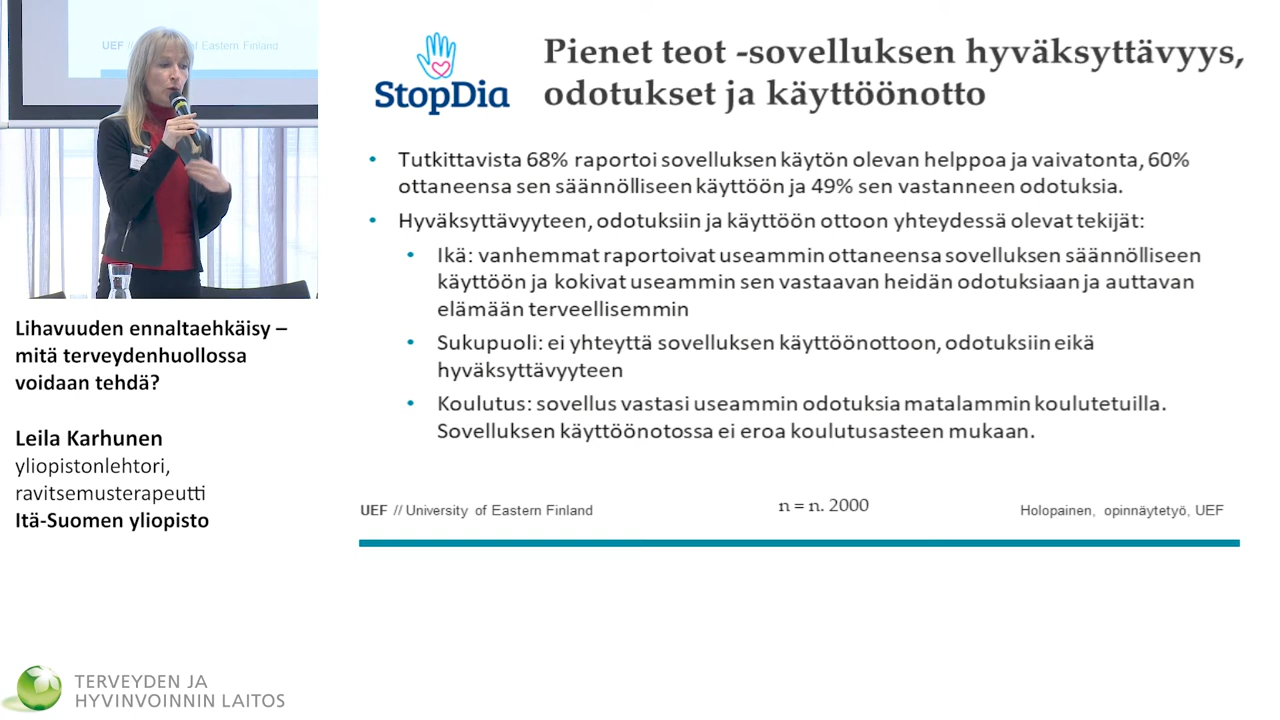 UEF // University of Eastern Finland
StopDia
Pienet teot -sovelluksen hyväksyttävyys,
odotukset ja käyttöönotto
• Tutkittavista 68% raportoi sovelluksen käytön olevan helppoa ja vaivatonta, 60%
ottaneensa sen säännölliseen käyttöön ja 49% sen vastanneen odotuksia.
• Hyväksyttävyyteen, odotuksiin ja käyttöön ottoon yhteydessä olevat tekijät:
• Ikä: vanhemmat raportoivat useammin ottaneensa sovelluksen säännölliseen
käyttöön ja kokivat useammin sen vastaavan heidän odotuksiaan ja auttavan
elämään terveellisemmin
• Sukupuoli: ei yhteyttä sovelluksen käyttöönottoon, odotuksiin eikä
hyväksyttävyyteen
• Koulutus: sovellus vastasi useammin odotuksia matalammin koulutetuilla.
Sovelluksen käyttöönotossa ei eroa koulutusasteen mukaan.
UEF // University of Eastern Finland
n = n. 2000
Holopainen, opinnäytetyö, UEF
Lihavuuden ennaltaehkäisy –
mitä terveydenhuollossa
voidaan tehdä?
Leila Karhunen
yliopistonlehtori,
ravitsemusterapeutti
Itä-Suomen yliopisto
TERVEYDEN JA
HYVINVOINNIN LAITOS